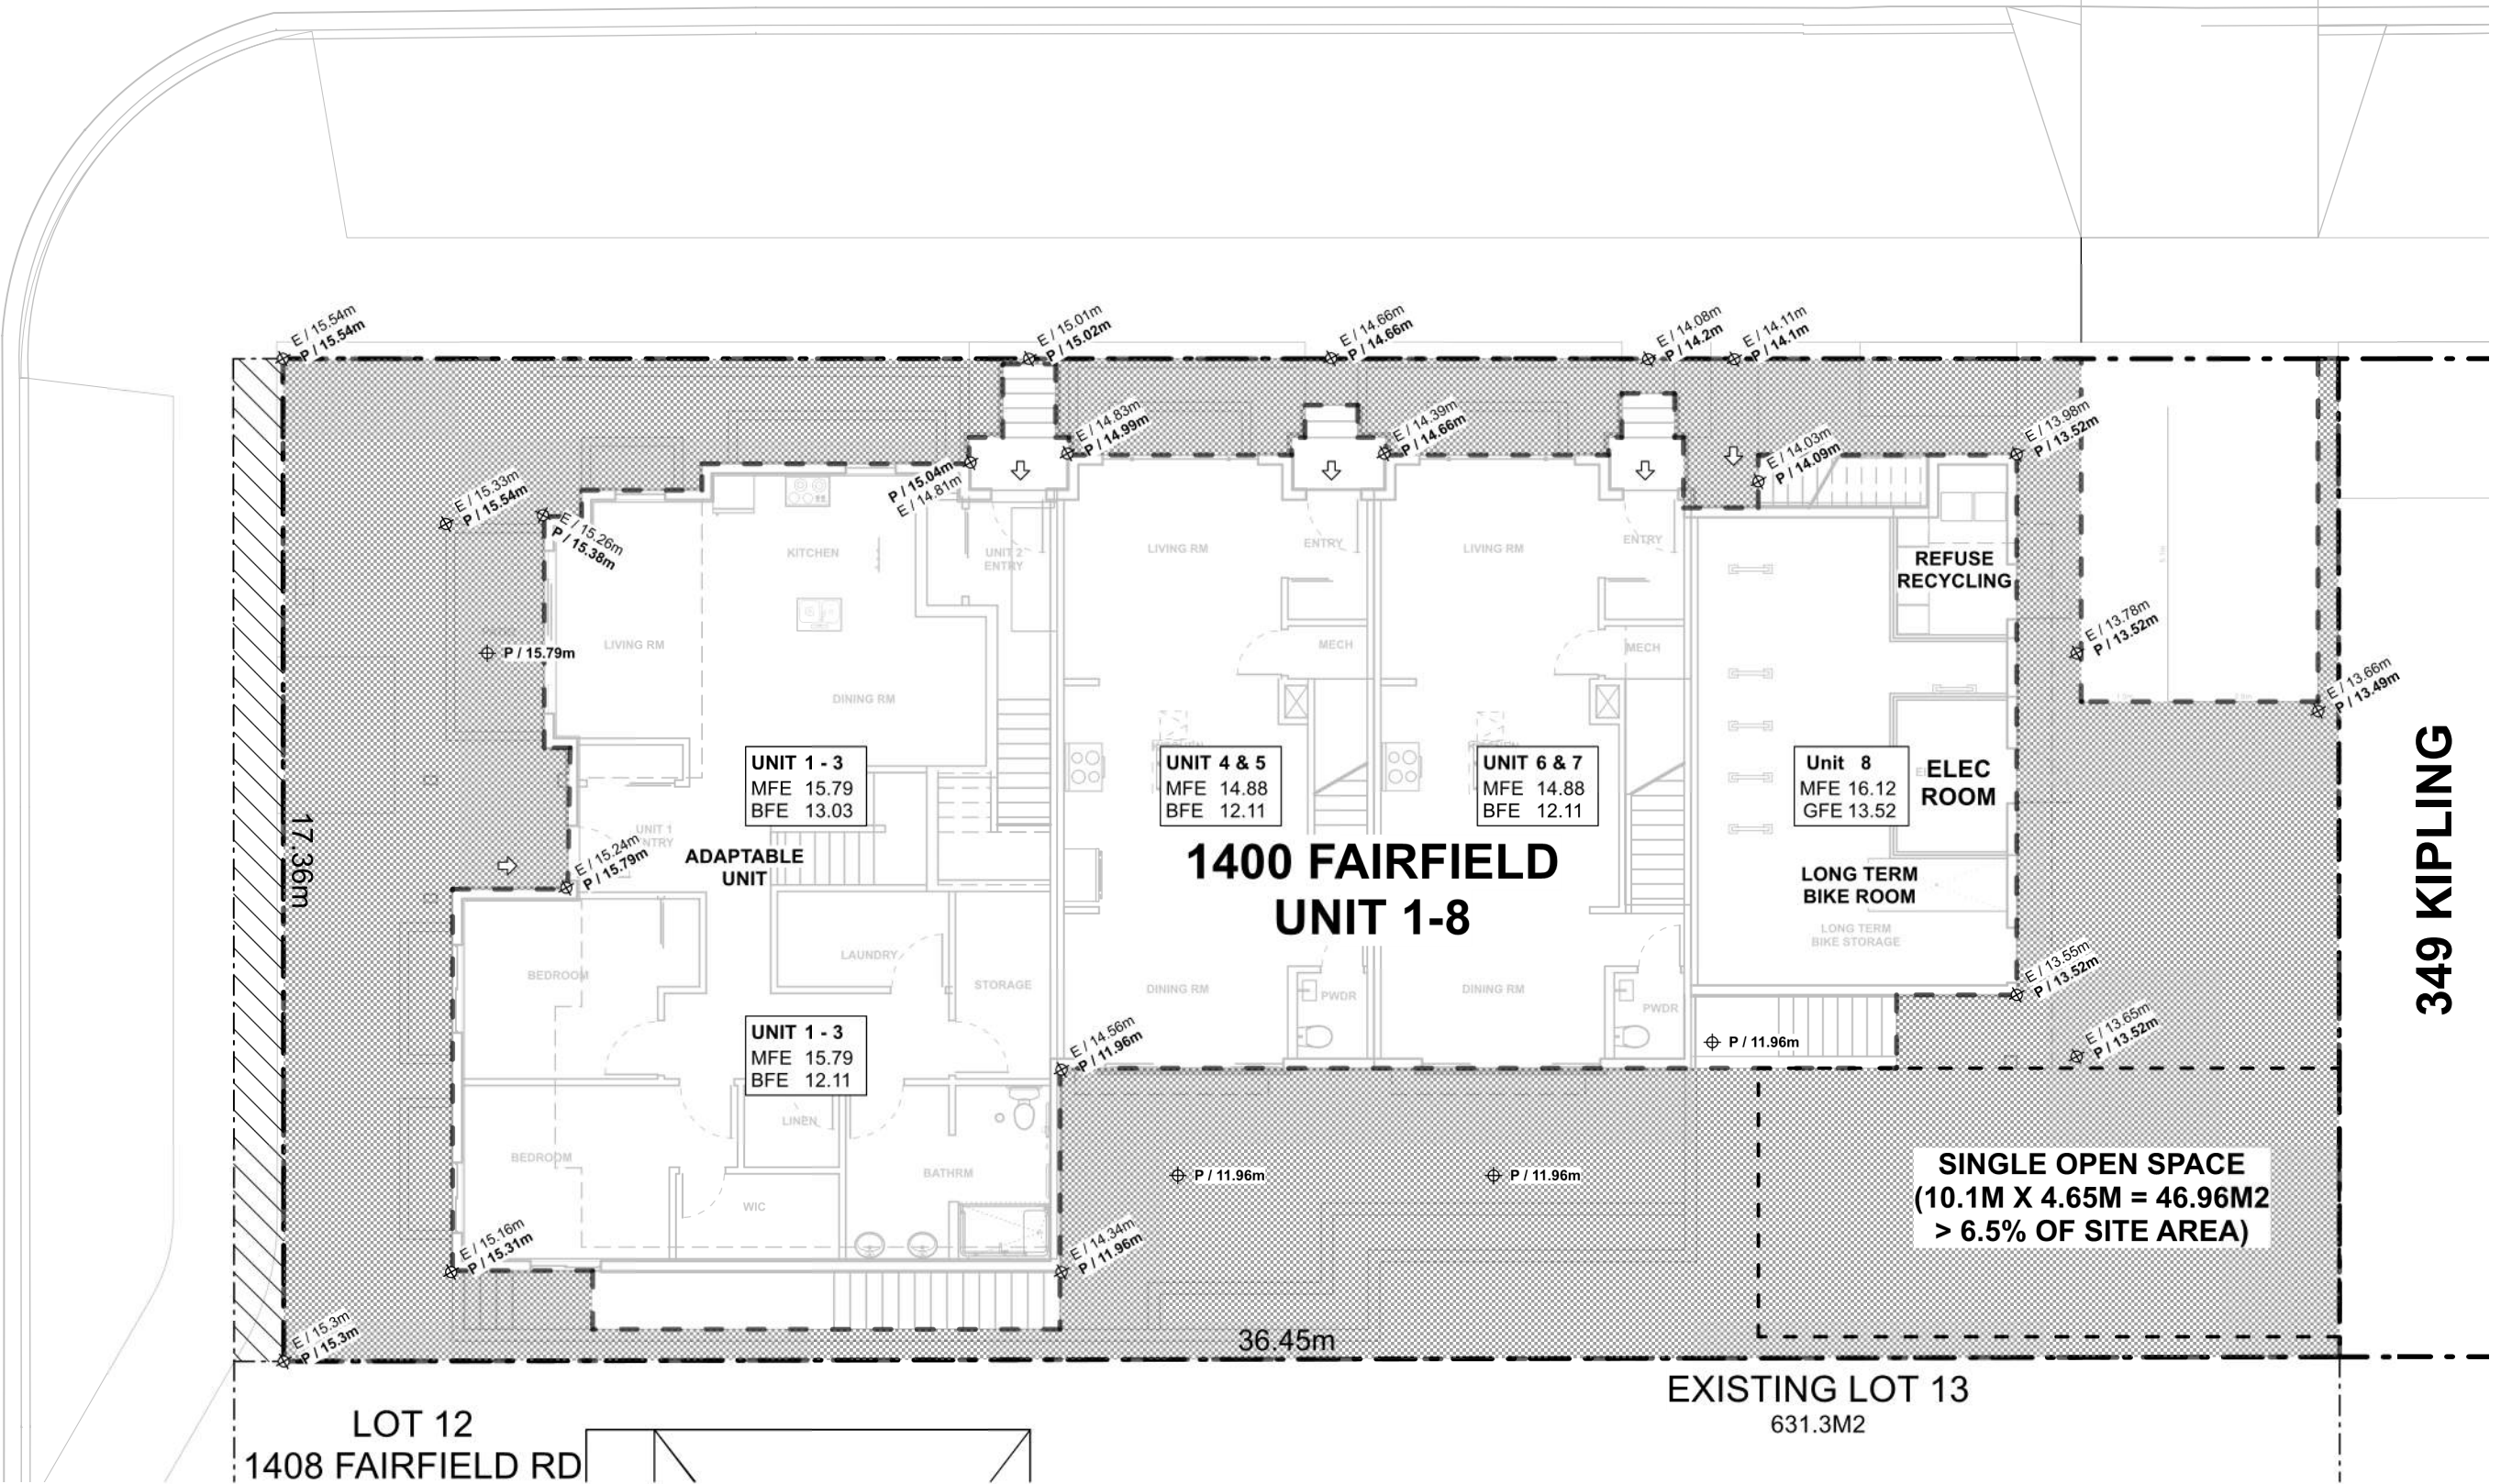 E / 15.54m
P / 15.54m
E / 15.01m
P / 15.02m
E / 14.66m
P / 14.66m
E / 14.08m
P / 14.2m
E / 14.11m
P / 14.1m
E / 14.83m
P / 14.99m
E / 14.39m
P / 14.66m
E / 14.03m
P / 14.09m
E / 13.98m
P / 13.52m
P / 15.04m
E / 14.81m
E / 15.33m
P / 15.54m
E / 15.26m
P / 15.38m
KITCHEN
UNIT 2
ENTRY
LIVING RM
ENTRY
LIVING RM
ENTRY
REFUSE
RECYCLING
LIVING RM
P / 15.79m
MECH
MECH
E / 13.78m
P / 13.52m
DINING RM
E / 13.66m
P / 13.49m
UNIT 1 - 3
MFE 15.79
BFE 13.03
UNIT 4 & 5
MFE 14.88
BFE 12.11
UNIT 6 & 7
MFE 14.88
BFE 12.11
Unit 8
MFE 16.12
GFE 13.52
ELEC
ROOM
349 KIPLING
17.36m
UNIT 1
ENTRY
E / 15.24m
P / 15.79m
ADAPTABLE
UNIT
1400 FAIRFIELD
UNIT 1-8
LONG TERM
BIKE ROOM
LONG TERM
BIKE STORAGE
BEDROOM
LAUNDRY
STORAGE
DINING RM
PWDR
DINING RM
PWDR
E / 13.55m
P / 13.52m
UNIT 1 - 3
MFE 15.79
BFE 12.11
E / 14.56m
P / 11.96m
P / 11.96m
E / 13.65m
P / 13.52m
LINEN
BEDROOM
BATHRM
WIC
P / 11.96m
P / 11.96m
SINGLE OPEN SPACE
(10.1M X 4.65M = 46.96M2
> 6.5% OF SITE AREA)
E / 15.16m
P / 15.31m
E / 14.34m
P / 11.96m
E / 15.3m
P / 15.3m
36.45m
EXISTING LOT 13
631.3M2
LOT 12
1408 FAIRFIELD RD